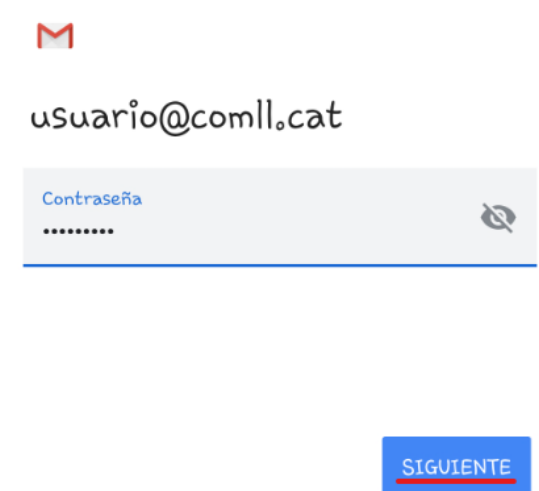 usuario@comll.cat
Contraseña
•••••••••
SIGUIENTE